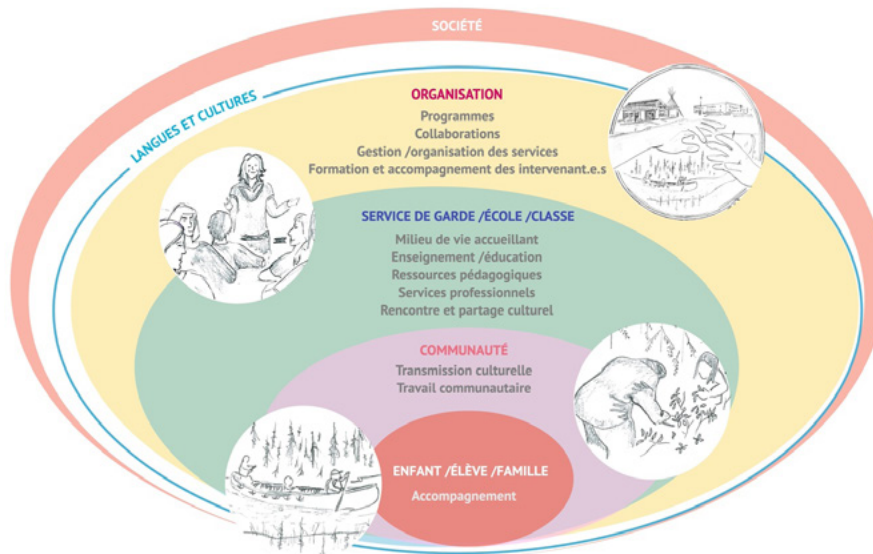 SOCIÉTÉ
LANGUES ET CULTURES
ORGANISATION
Programmes
Collaborations
Gestion /organisation des services
Formation et accompagnement des intervenant.e.s
SERVICE DE GARDE /ÉCOLE /CLASSE
Milieu de vie accueillant
Enseignement /éducation
Ressources pédagogiques
Services professionnels
Rencontre et partage culturel
COMMUNAUTÉ
Transmission culturelle
Travail communautaire
ENFANT /ÉLÈVE /FAMILLE
Accompagnement